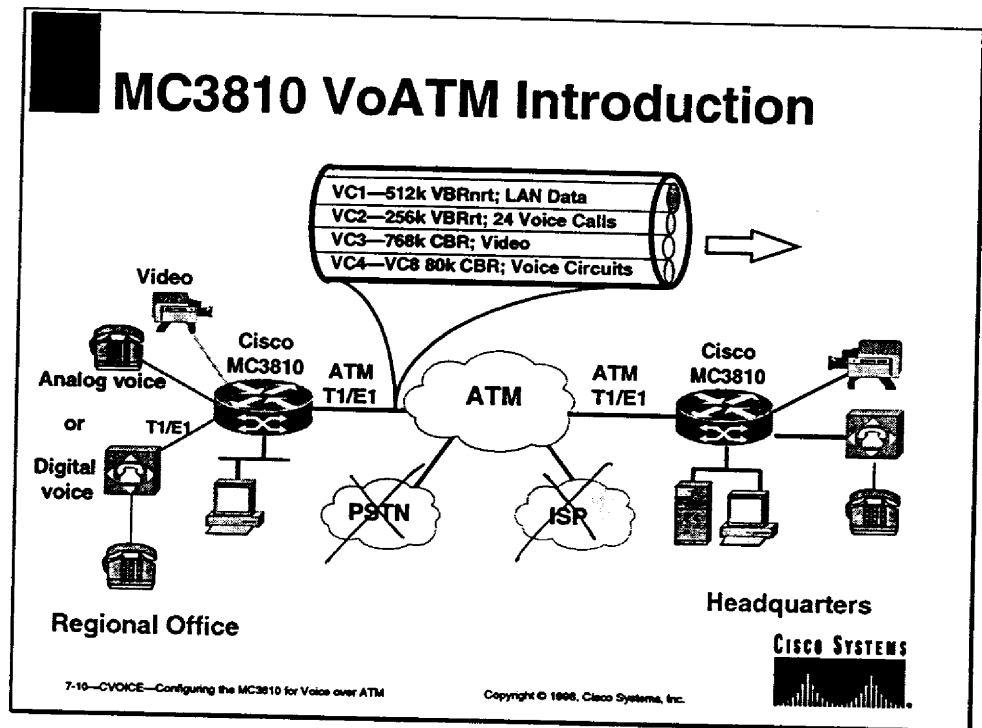 MC3810 VoATM Introduction
VC1—512k VBRnrt; LAN Data
VC2—256k VBRrt; 24 Voice Calls
VC3—768k CBR; Video
VC4—VC8 80k CBR; Voice Circuits
Video
Cisco
MC3810
Analog voice
or
T1/E1
Digital
voice
ATM
T1/E1
ATM
ATM
T1/E1
Cisco
MC3810
PSTN
ISP
Regional Office
Headquarters
CISCO SYSTEMS
7-10—CVOICE—Configuring the MC3810 for Voice over ATM
Copyright © 1998, Cisco Systems, Inc.